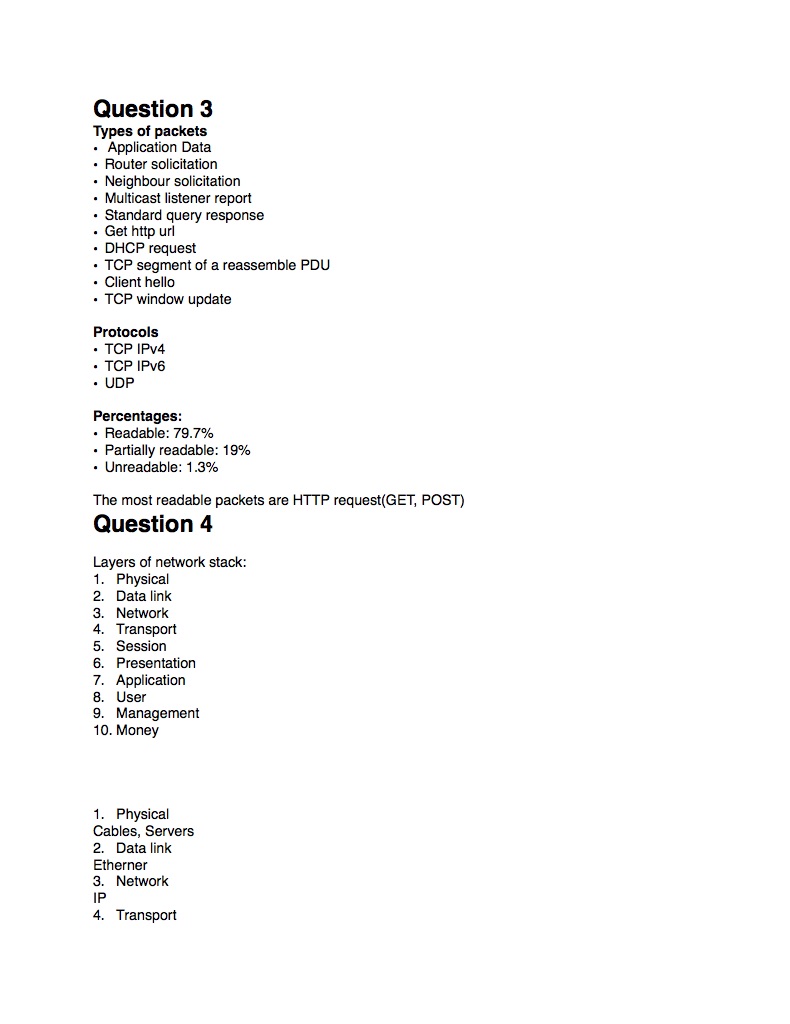 Question 3
Types of packets
• Application Data
• Router solicitation
• Neighbour solicitation
• Multicast listener report
• Standard query response
• Get http url
• DHCP request
• TCP segment of a reassemble PDU
• Client hello
• TCP window update
Protocols
• TCP IPv4
• TCP IPv6
• UDP
Percentages:
• Readable: 79.7%
• Partially readable: 19%
• Unreadable: 1.3%
The most readable packets are HTTP request(GET, POST)
Question 4
Layers of network stack:
1. Physical
2. Data link
3. Network
4. Transport
5. Session
6. Presentation
7. Application
8. User
9. Management
10. Money
1. Physical
Cables, Servers
2. Data link
Etherner
3. Network
IP
4. Transport